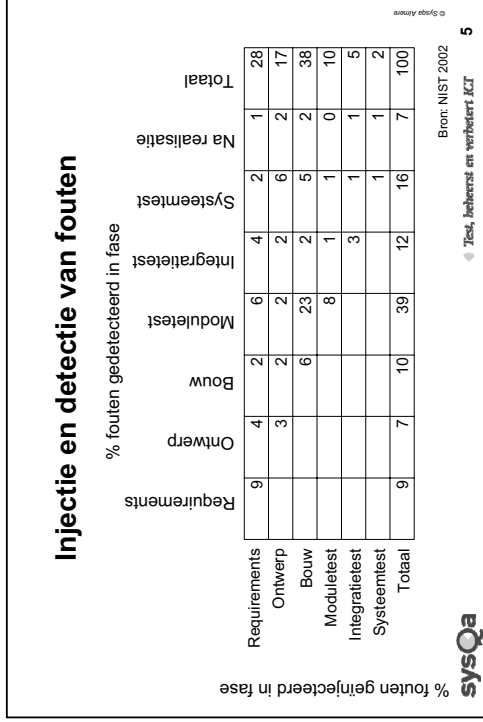 Injectie en detectie van fouten
% fouten gedetecteerd in fase
Requirements Ontwerp Bouw Moduletest Integratietest Systeemtest Na realisatie Totaal
% fouten geïnjecteerd in fase
Requirements 9 4 2 6 4 2 1 28
Ontwerp 3 2 2 2 6 2 17
Bouw 6 23 2 5 2 38
Moduletest 8 1 1 0 10
Integratietest 3 1 1 5
Systeemtest 1 1 2
Totaal 9 7 10 39 12 16 7 100
Bron: NIST 2002
sysQa
Test, beheerst en verbetert ICT
5
© Sysqa Almere